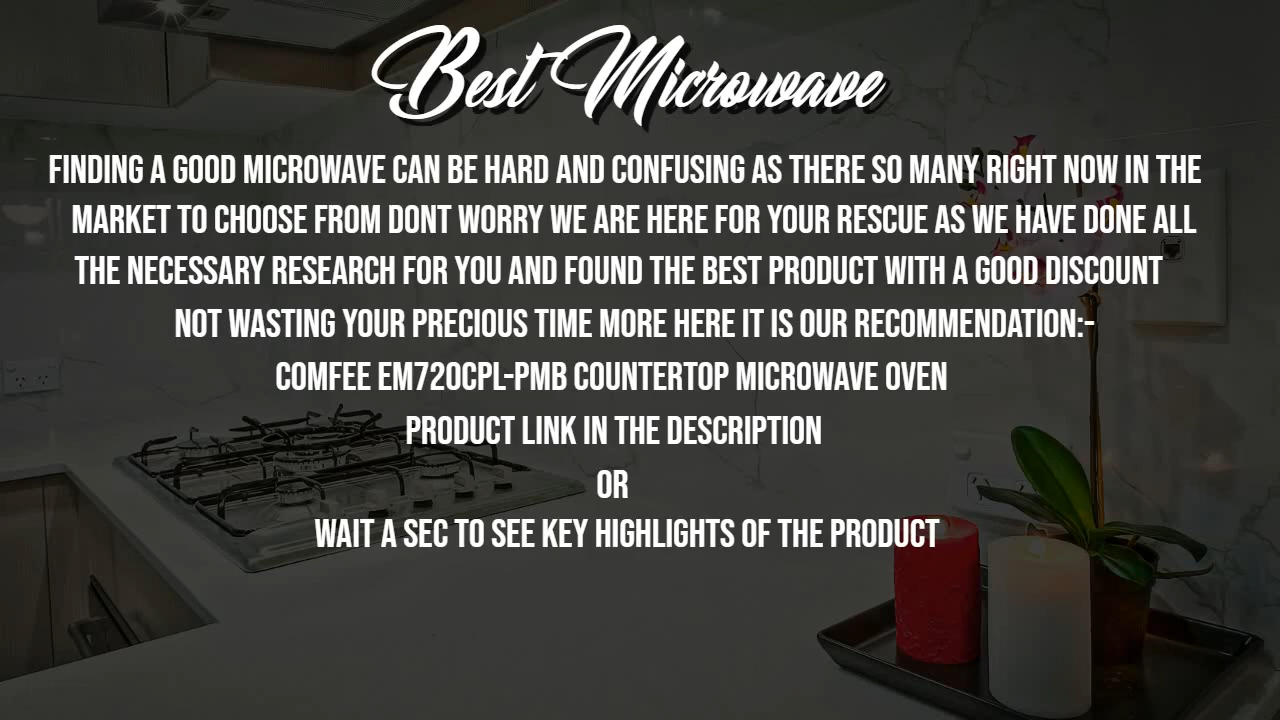 Best Microwave
FINDING A GOOD MICROWAVE CAN BE HARD AND CONFUSING AS THERE SO MANY RIGHT NOW IN THE
MARKET TO CHOOSE FROM DONT WORRY WE ARE HERE FOR YOUR RESCUE AS WE HAVE DONE ALL
THE NECESSARY RESEARCH FOR YOU AND FOUND THE BEST PRODUCT WITH A GOOD DISCOUNT
NOT WASTING YOUR PRECIOUS TIME MORE HERE IT IS OUR RECOMMENDATION:-
COMFEE EM720CPL-PMB COUNTERTOP MICROWAVE OVEN
PRODUCT LINK IN THE DESCRIPTION
OR
WAIT A SEC TO SEE KEY HIGHLIGHTS OF THE PRODUCT